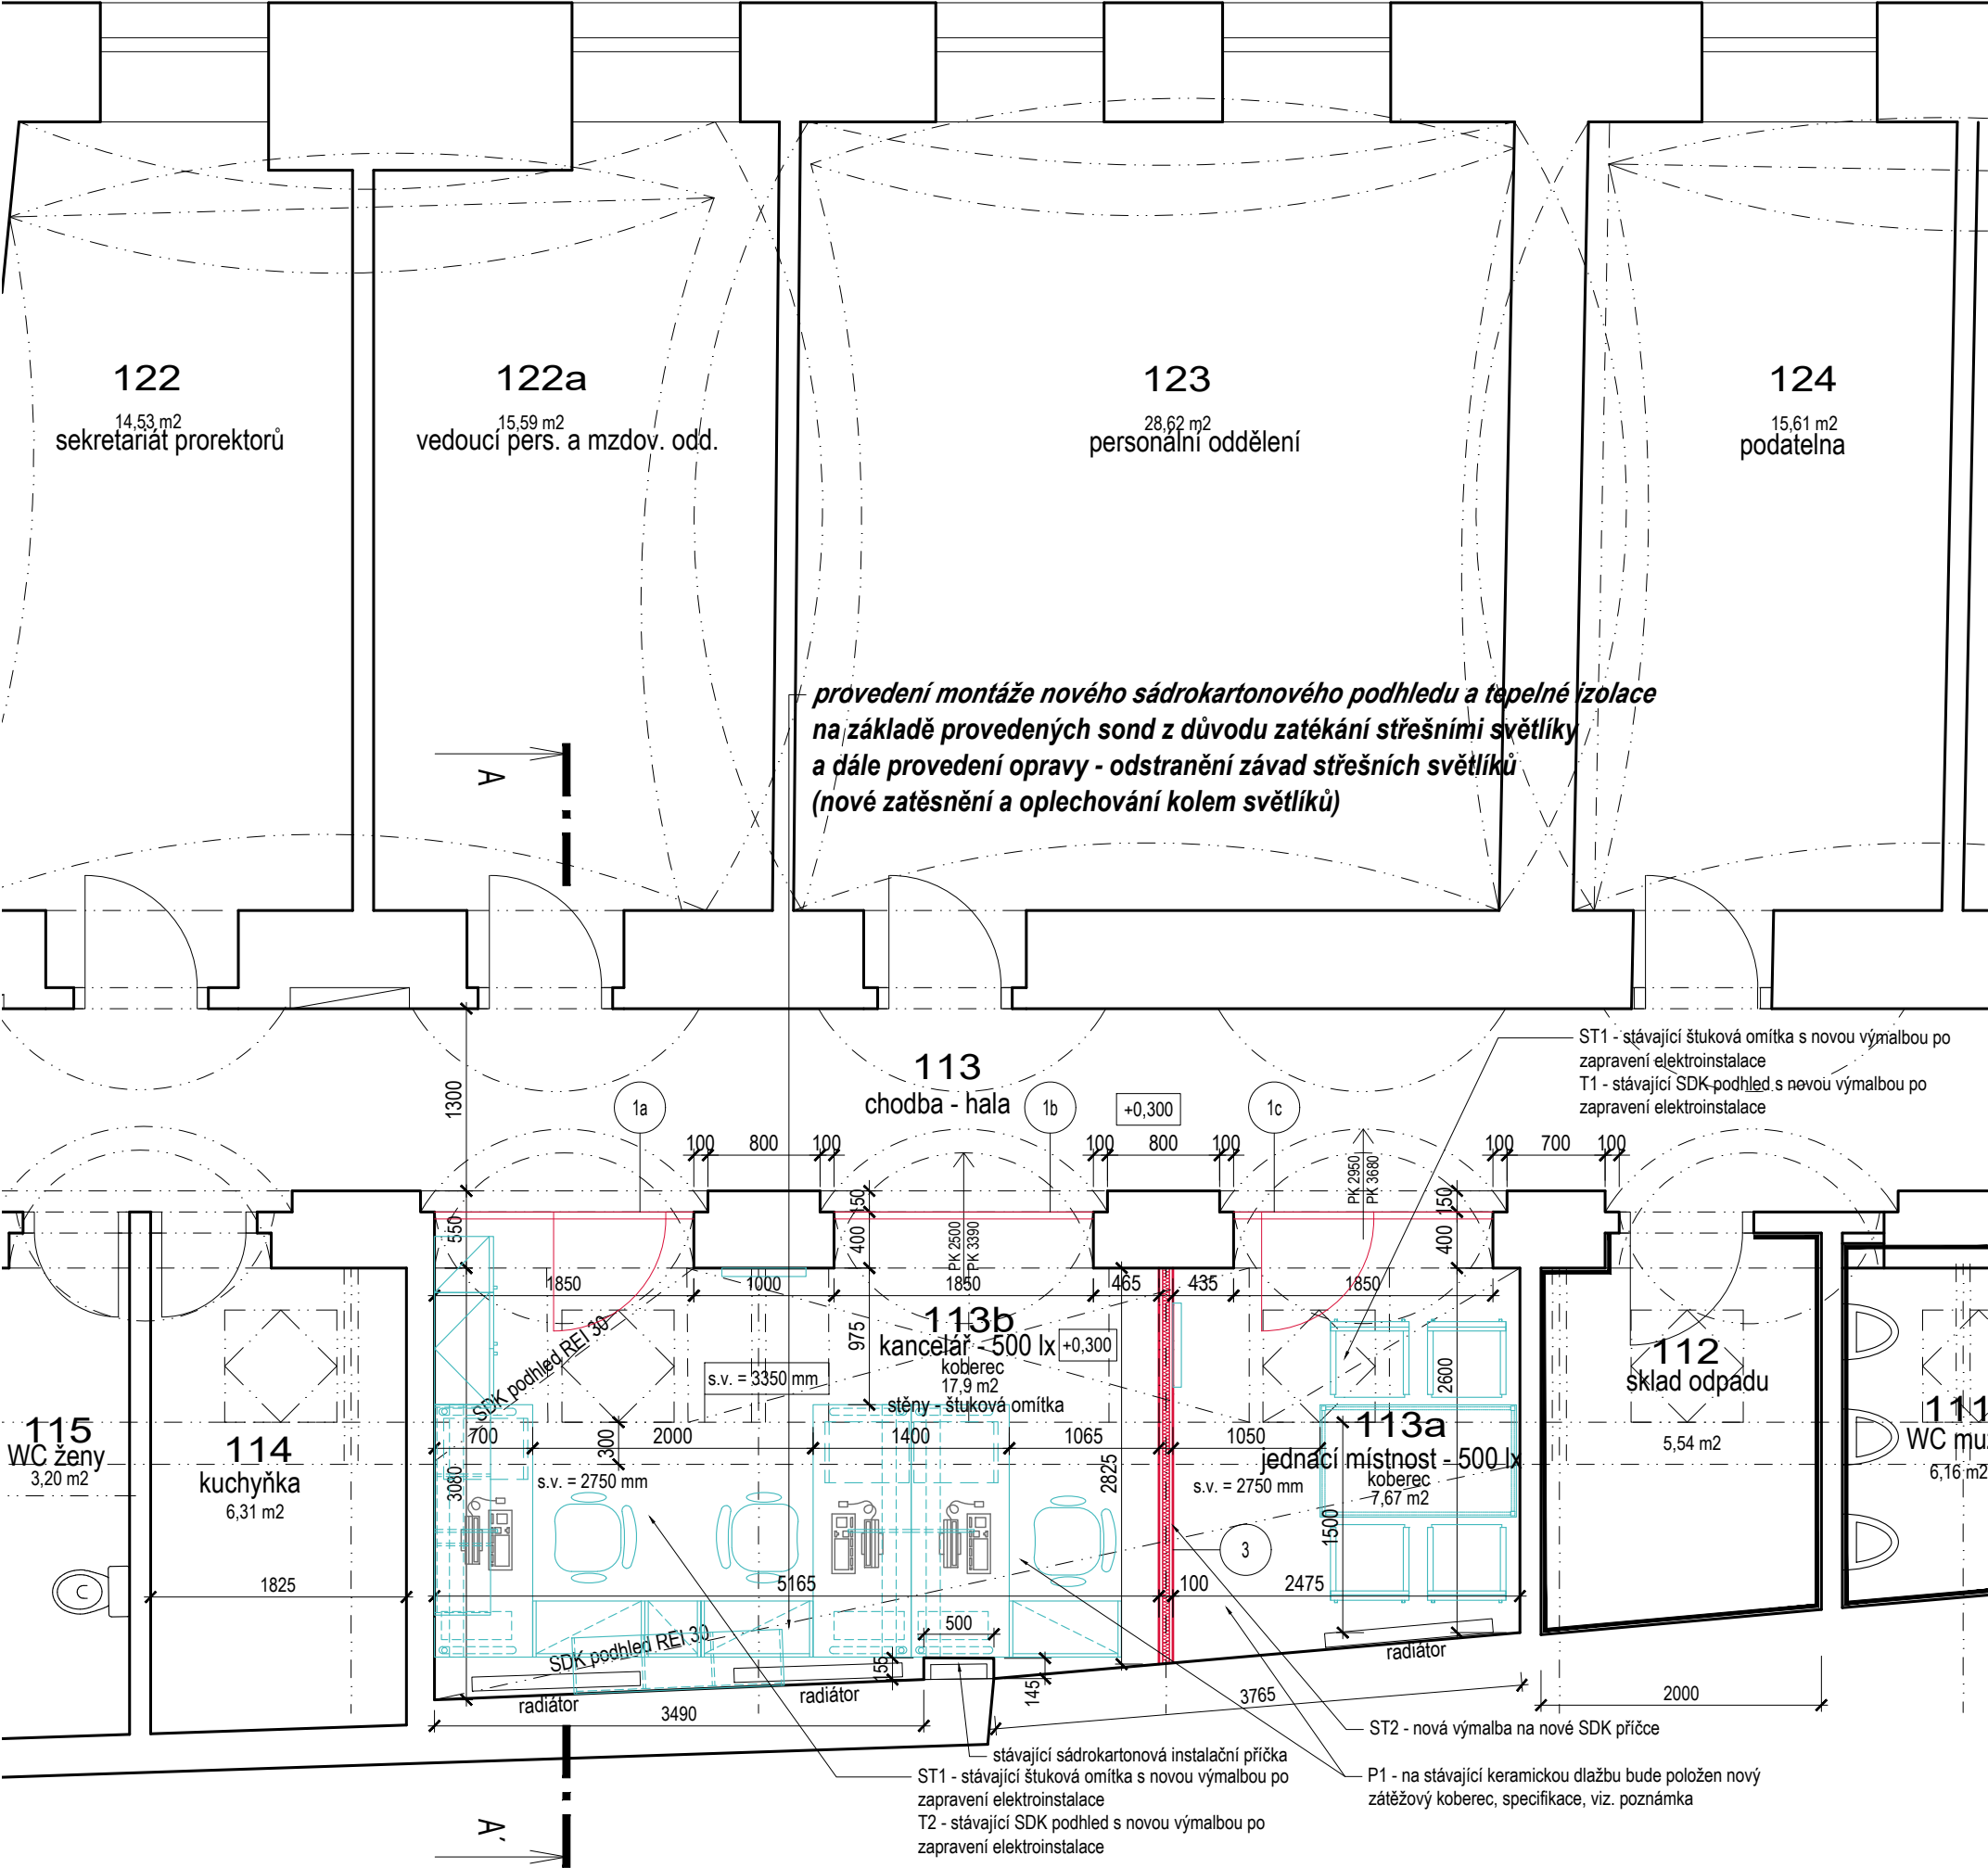 122
14,53 m2
sekretariát prorektorů
122a
15,59 m2
vedoucí pers. a mzdov. odd.
123
28,62 m2
personální oddělení
124
15,61 m2
podatelna
provedení montáže nového sádrokartonového podhledu a tepelné izolace
na základě provedených sond z důvodu zatékání střešními světlíky
a dále provedení opravy - odstranění závad střešních světlíků
(nové zatěsnění a oplechování kolem světlíků)
A
ST1 - stávající štuková omítka s novou výmalbou po
zapravení elektroinstalace
T1 - stávající SDK podhled s novou výmalbou po
zapravení elektroinstalace
113
chodba - hala
1300
1a
1b
+0,300
1c
100 800 100
100 800 100
100 700 100
PK 2950
PK 3680
550
150
400
PK 2500
PK 3390
150
400
1850
1000
1850
465
435
1850
113b
kancelář - 500 lx
+0,300
koberec
17,9 m2
stěny - štuková omítka
975
s.v. = 3350 mm
SDK podhled REI 30
2600
112
sklad odpadu
5,54 m2
115
WC ženy
3,20 m2
114
kuchyňka
6,31 m2
111
WC mu
6,16 m2
700
2000
300
1400
1065
1050
113a
jednací místnost - 500 lx
koberec
7,67 m2
s.v. = 2750 mm
s.v. = 2750 mm
3080
2825
1500
3
1825
5165
100
2475
500
SDK podhled REI 30
155
145
radiátor
radiátor
radiátor
3490
3765
2000
ST2 - nová výmalba na nové SDK příčce
stávající sádrokartonová instalační příčka
ST1 - stávající štuková omítka s novou výmalbou po
zapravení elektroinstalace
T2 - stávající SDK podhled s novou výmalbou po
zapravení elektroinstalace
P1 - na stávající keramickou dlažbu bude položen nový
zátěžový koberec, specifikace, viz. poznámka
A´